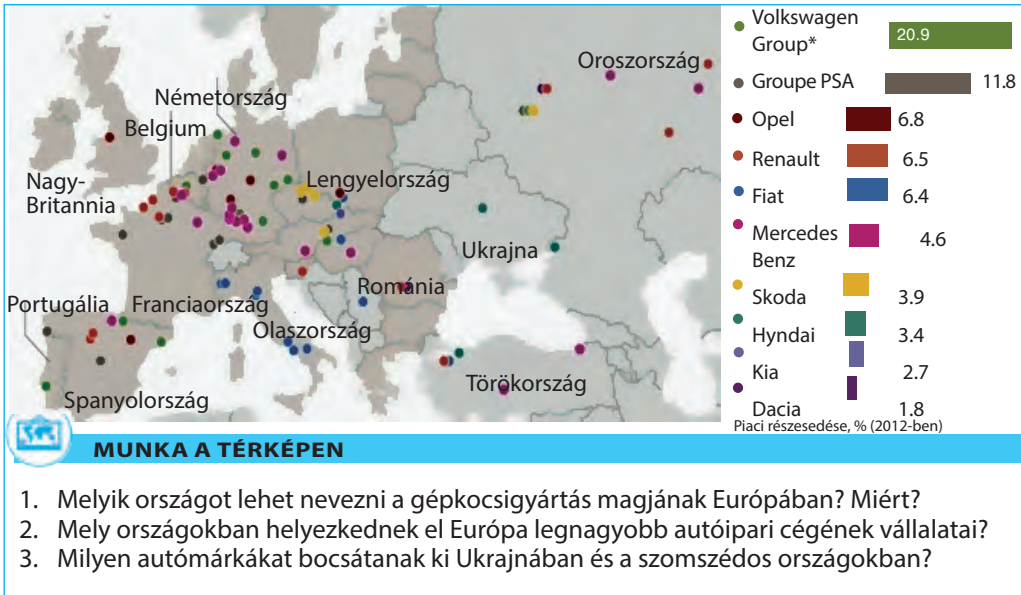 Oroszország
Németország
Belgium
Nagy-
Britannia
Lengyelország
Ukrajna
Románia
Portugália
Franciaország
Olaszország
Törökország
Spanyolország
Volkswagen
Group*
20.9
Groupe PSA
11.8
Opel
6.8
Renault
6.5
Fiat
6.4
Mercedes
Benz
4.6
Skoda
3.9
Hyndai
3.4
Kia
2.7
Dacia
1.8
Piaci részesedése, % (2012-ben)
MUNKA A TÉRKÉPEN
1. Melyik országot lehet nevezni a gépkocsigyártás magjának Európában? Miért?
2. Mely országokban helyezkednek el Európa legnagyobb autóipari cégének vállalatai?
3. Milyen autómárkákat bocsátanak ki Ukrajnában és a szomszédos országokban?